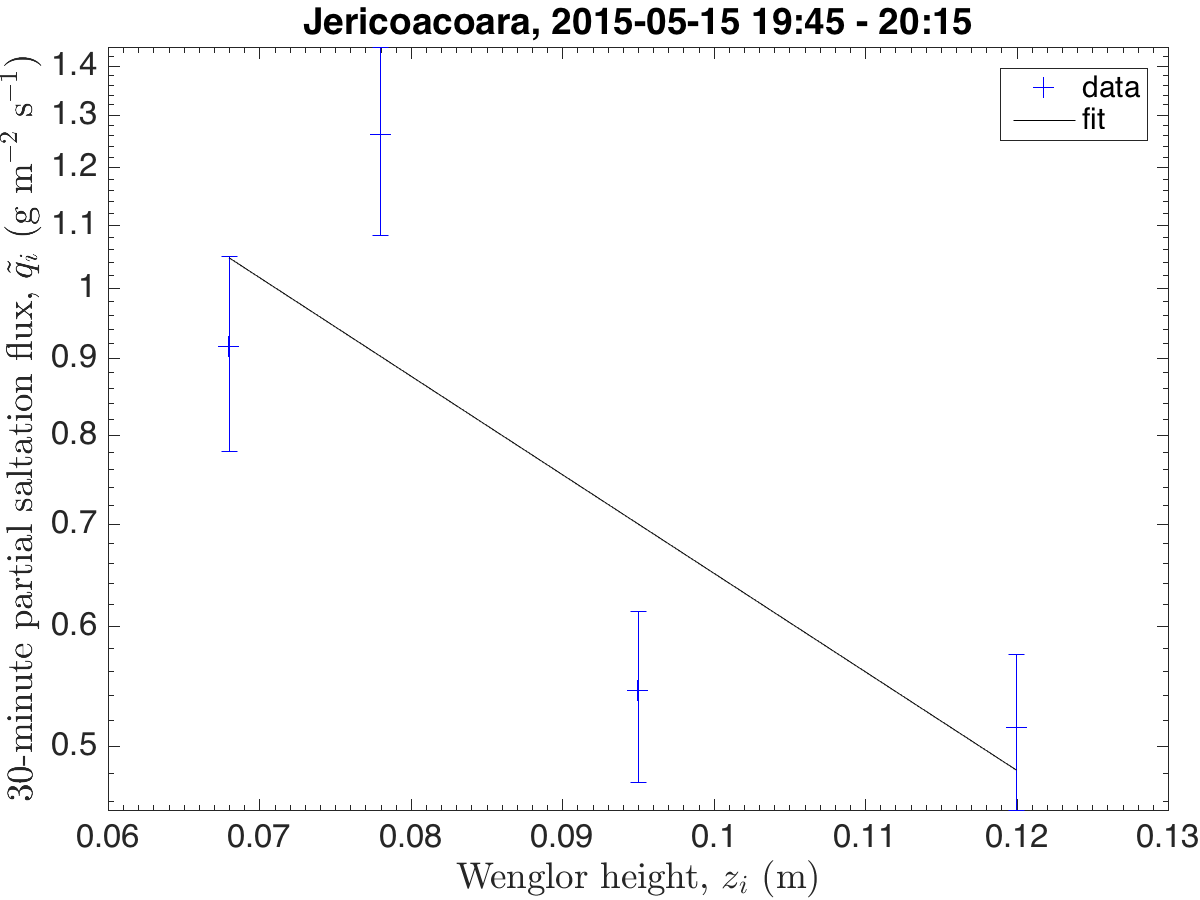 Jericoacoara, 2015-05-15 19:45 - 20:15
30-minute partial saltation flux, q̃ᵢ (g m⁻² s⁻¹)
1.4
1.3
1.2
1.1
1
0.9
0.8
0.7
0.6
0.5
data
fit
0.06 0.07 0.08 0.09 0.1 0.11 0.12 0.13
Wenglor height, zᵢ (m)